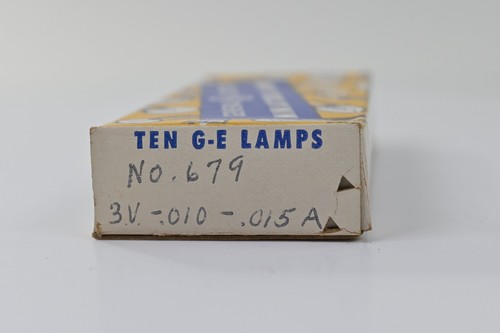 TEN G-E LAMPS
NO. 679
3V. -.010 -.015 A